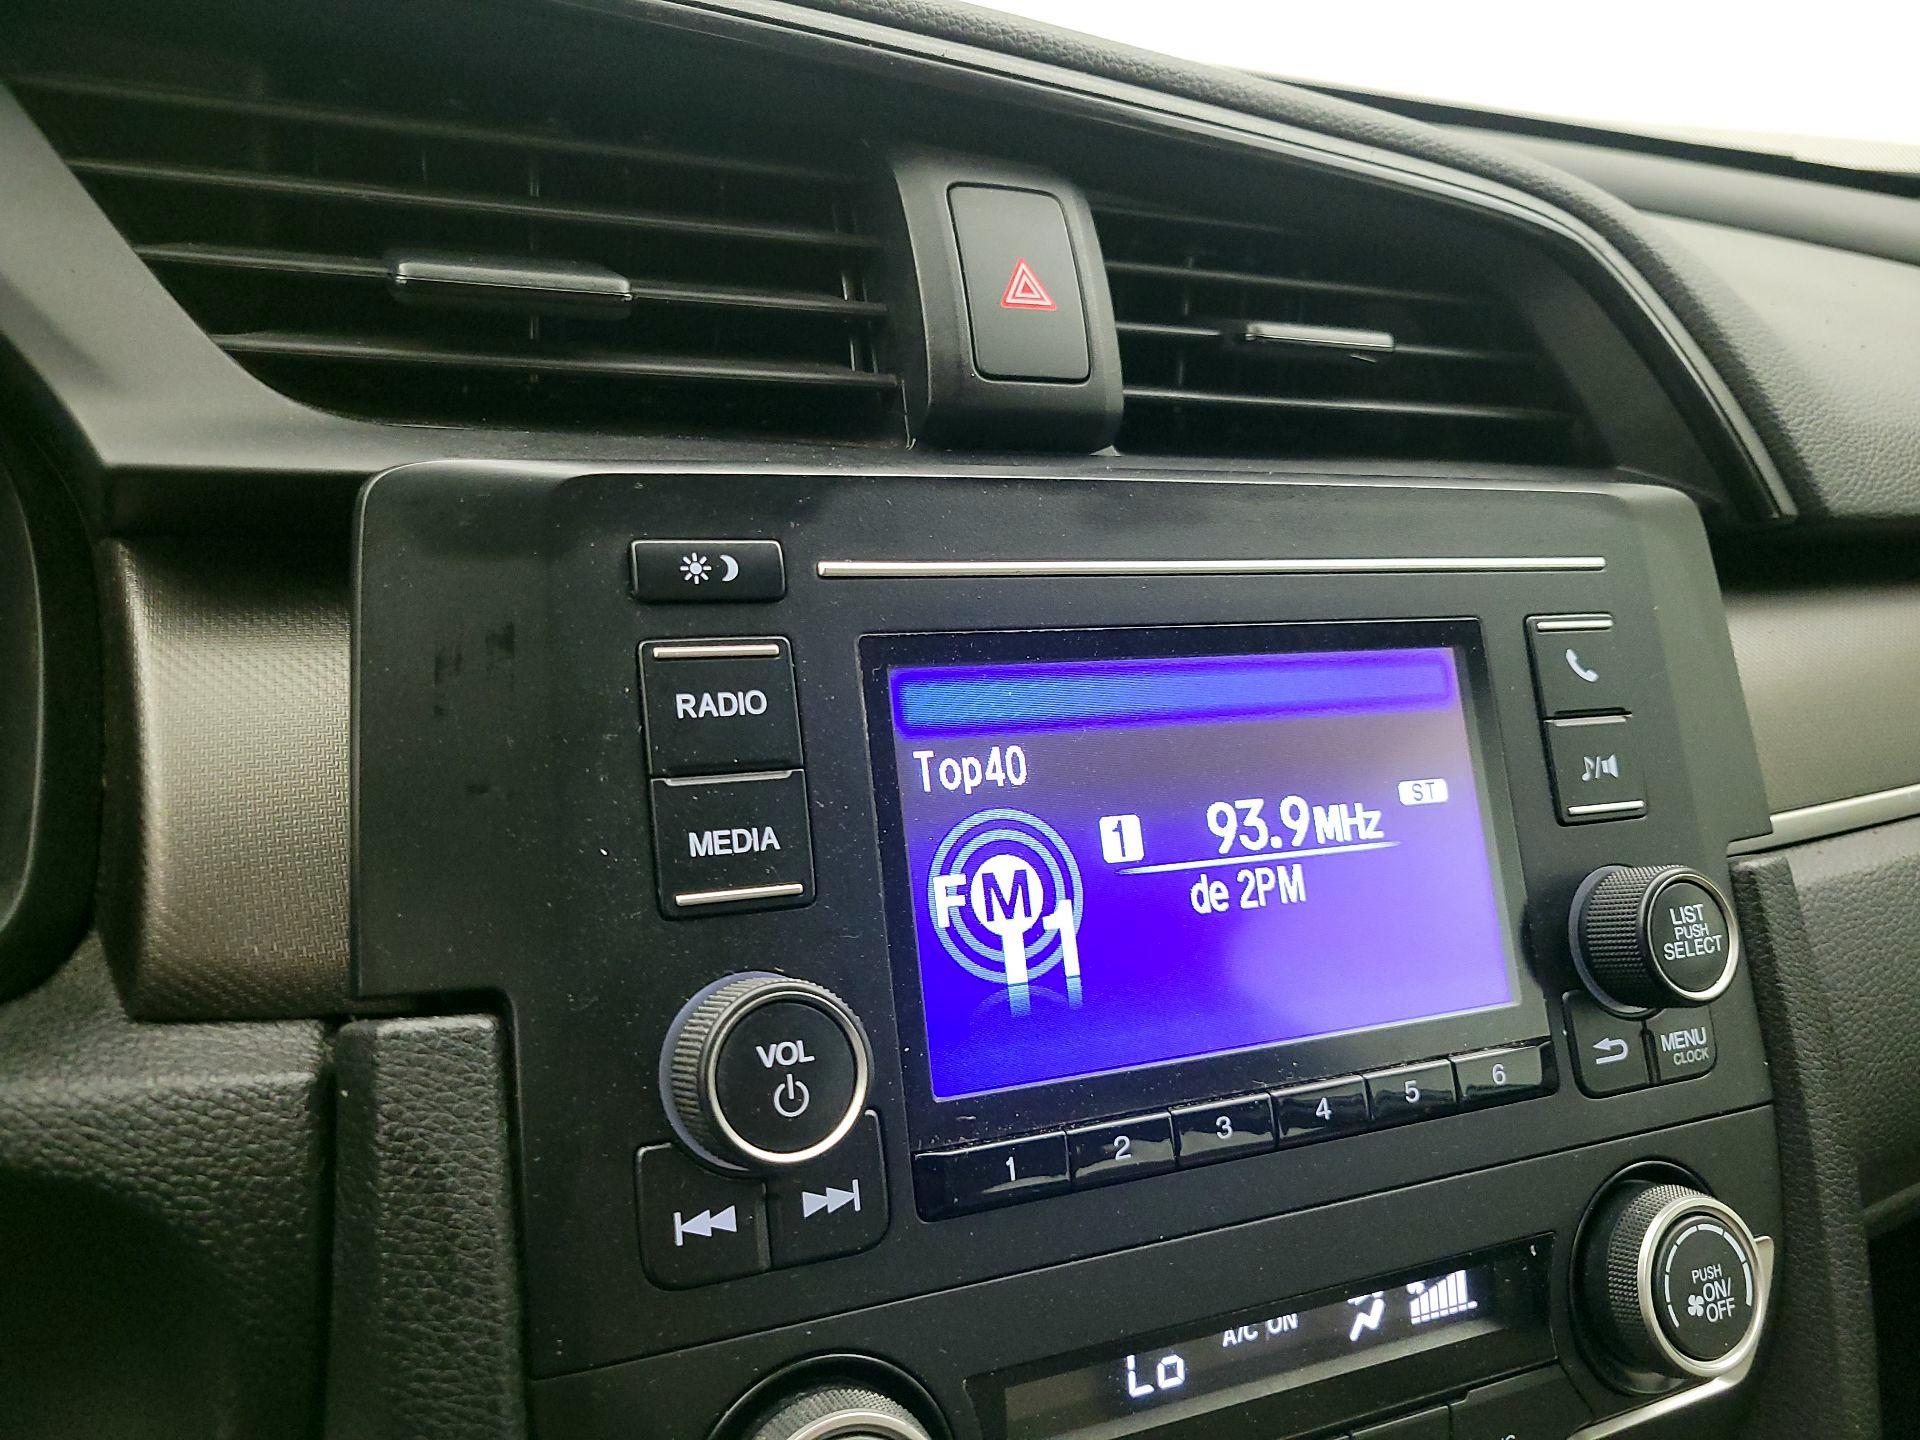 RADIO
MEDIA
VOL
Top40
ST
1 93.9MHz
de 2PM
FM1
LIST
PUSH
SELECT
MENU
CLOCK
1 2 3 4 5 6
A/C ON
Lo
PUSH
ON/
OFF